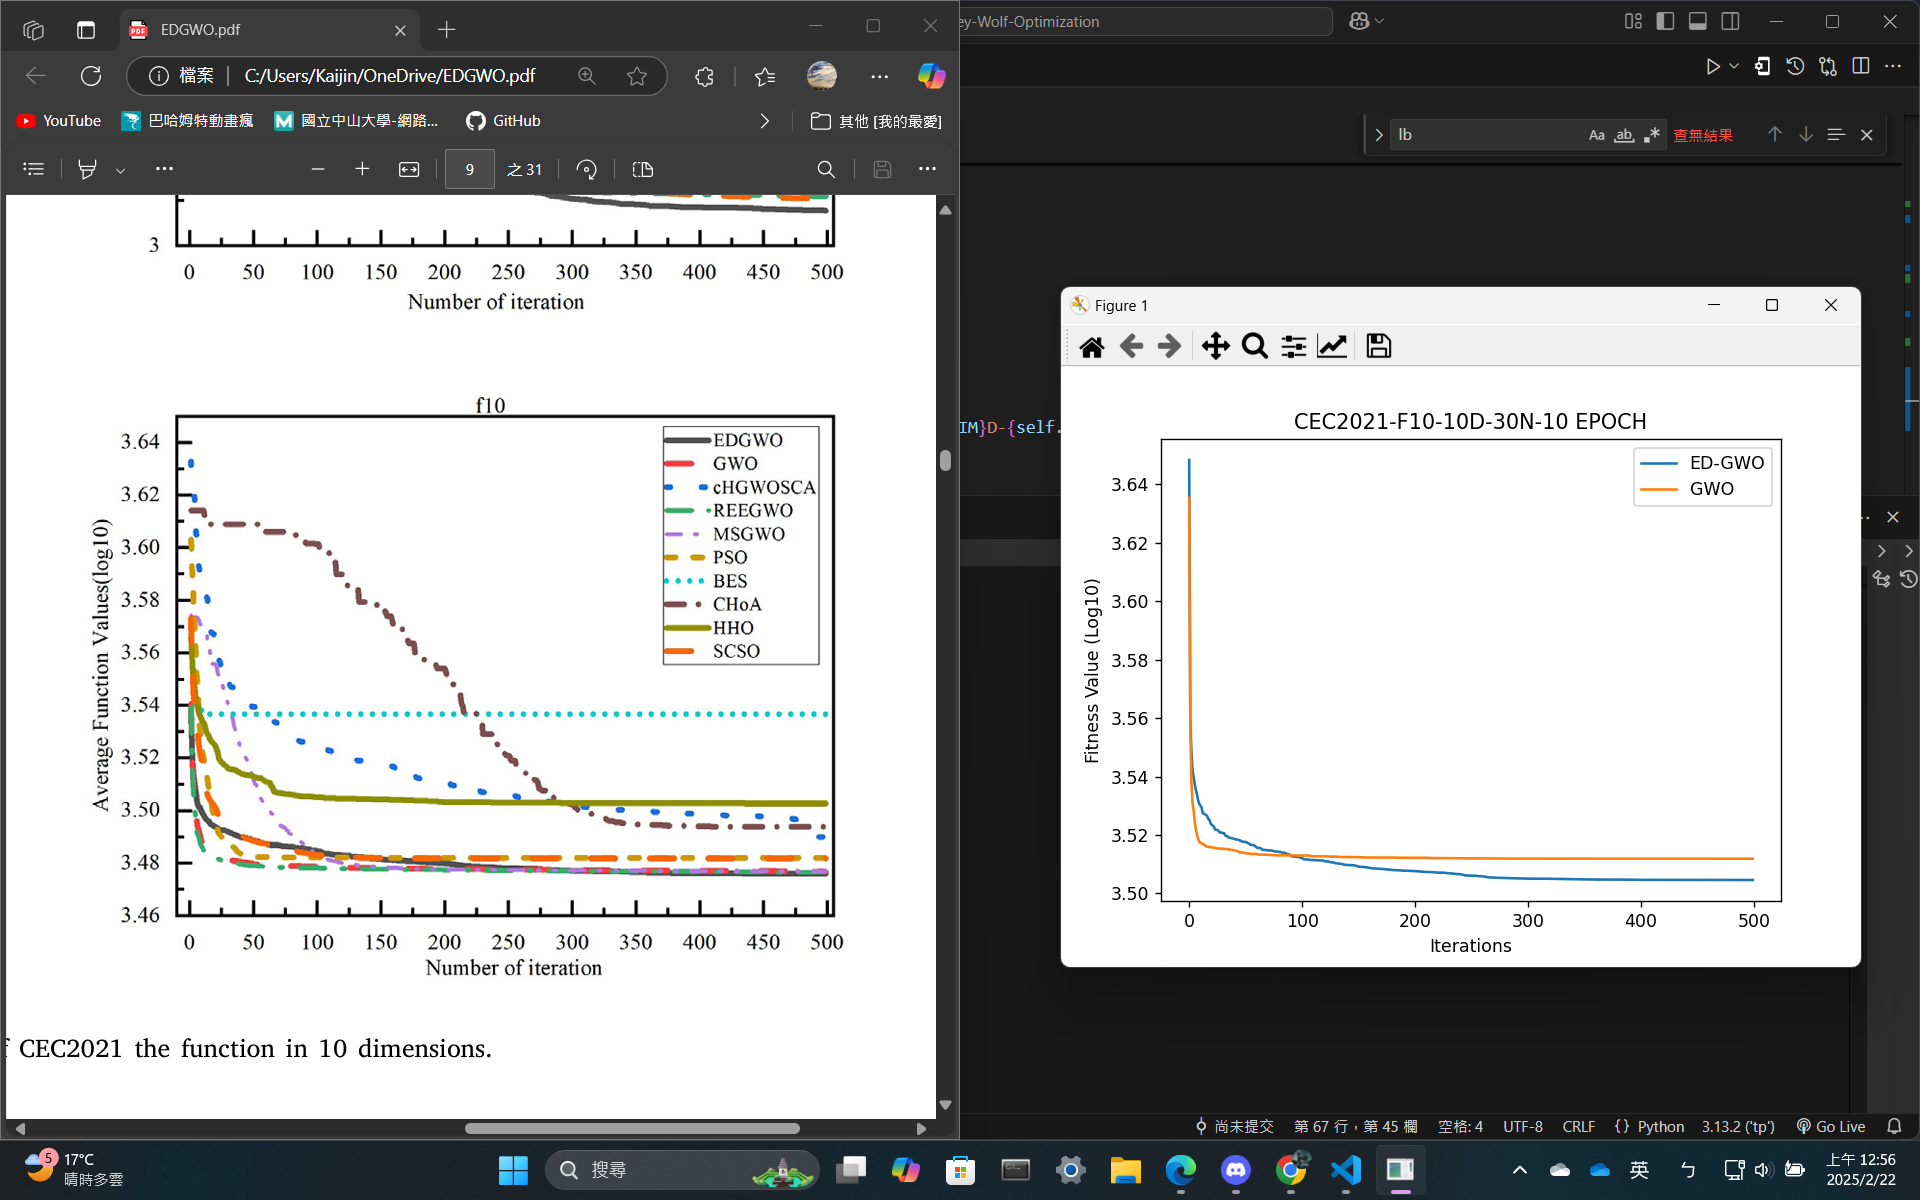 EDGWO.pdf
檔案
C:/Users/Kaijin/OneDrive/EDGWO.pdf
YouTube
巴哈姆特動畫瘋
國立中山大學-網路...
GitHub
其他 [我的最愛]
9
之 31
3
0 50 100 150 200 250 300 350 400 450 500
Number of iteration
f10
Average Function Values(log10)
3.64
3.62
3.60
3.58
3.56
3.54
3.52
3.50
3.48
3.46
EDGWO
GWO
cHGWOSCA
REEGWO
MSGWO
PSO
BES
CHoA
HHO
SCSO
0 50 100 150 200 250 300 350 400 450 500
Number of iteration
CEC2021 the function in 10 dimensions.
ey-Wolf-Optimization
lb
Aa
ab
查無結果
IM}D-{self.
Figure 1
CEC2021-F10-10D-30N-10 EPOCH
ED-GWO
GWO
Fitness Value (Log10)
3.64
3.62
3.60
3.58
3.56
3.54
3.52
3.50
0 100 200 300 400 500
Iterations
尚未提交
第 67 行，第 45 欄
空格: 4
UTF-8
CRLF
{} Python
3.13.2 ('tp')
Go Live
5
17°C
晴時多雲
搜尋
英
ㄅ
上午 12:56
2025/2/22